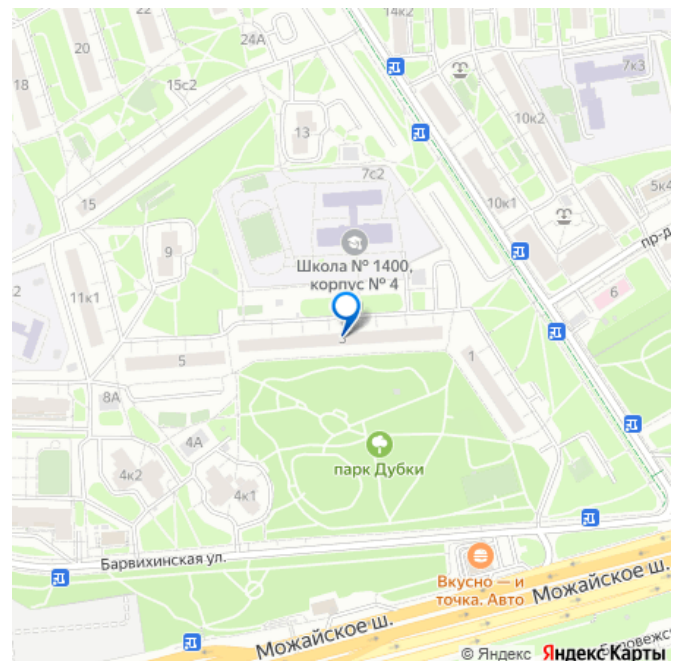 22
14к2
24А
20
7к3
18
15с2
10к2
13
7с2
5к4
15
10к1
пр-д
9
Школа № 1400,
корпус № 4
2
11к1
6
3
5
1
8А
4А
парк Дубки
4к2
4к1
Барвихинская ул.
Вкусно — и
точка. Авто
Можайское ш.
Можайское ш.
© Яндекс Яндекс Карты